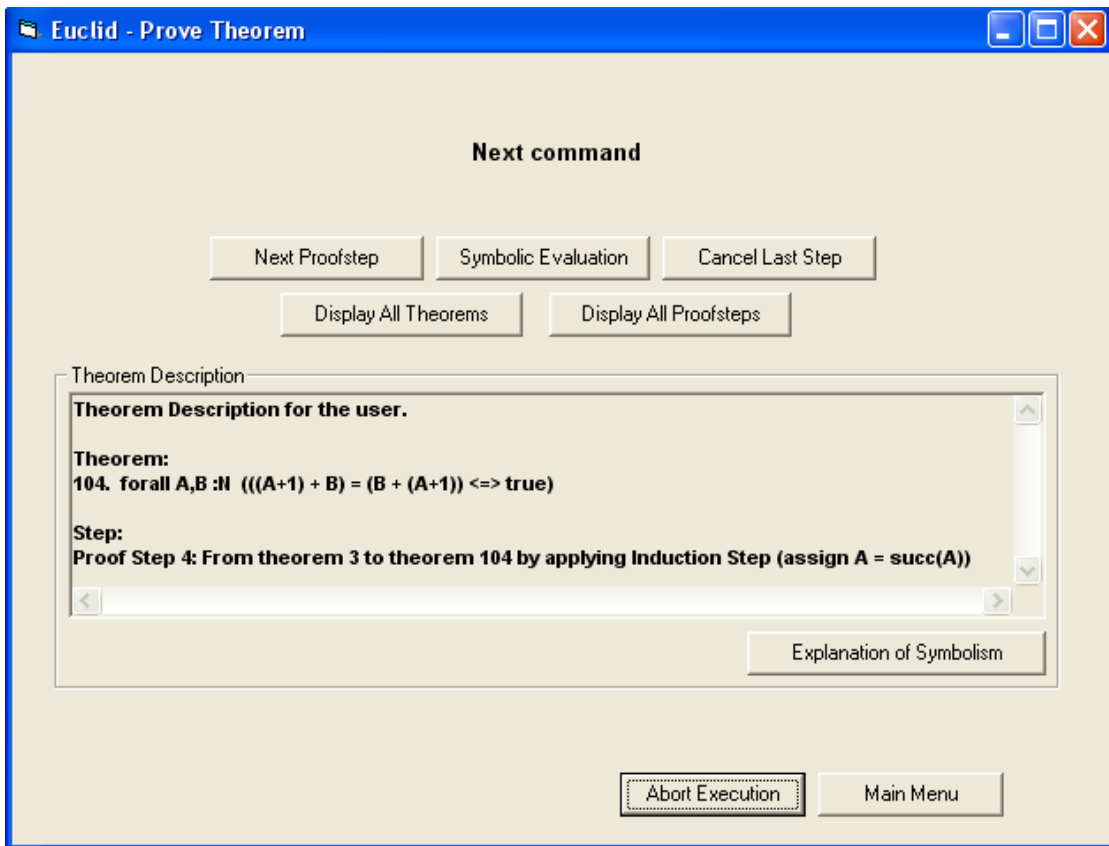 Euclid - Prove Theorem
Next command
Next Proofstep Symbolic Evaluation Cancel Last Step
Display All Theorems Display All Proofsteps
Theorem Description
Theorem Description for the user.
Theorem:
104. forall A,B :N (((A+1) + B) = (B + (A+1)) <=> true)
Step:
Proof Step 4: From theorem 3 to theorem 104 by applying Induction Step (assign A = succ(A))
Explanation of Symbolism
Abort Execution Main Menu